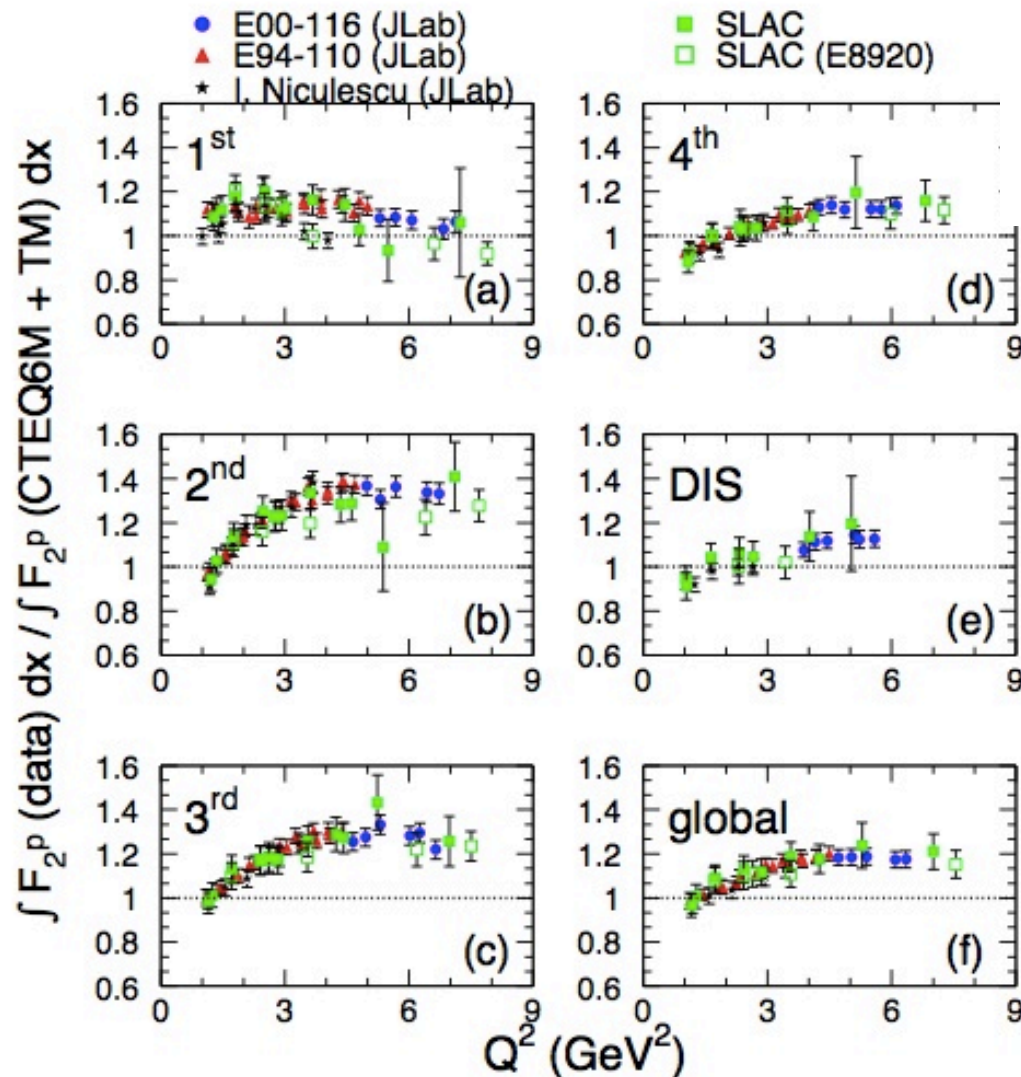 E00-116 (JLab)
E94-110 (JLab)
I. Niculescu (JLab)
SLAC
SLAC (E8920)
∫ F₂ᵖ (data) dx / ∫ F₂ᵖ (CTEQ6M + TM) dx
1.6
1.4
1.2
1
0.8
0.6
1st
(a)
0 3 6 9
1.6
1.4
1.2
1
0.8
0.6
4th
(d)
0 3 6 9
1.6
1.4
1.2
1
0.8
0.6
2nd
(b)
0 3 6 9
1.6
1.4
1.2
1
0.8
0.6
DIS
(e)
0 3 6 9
1.6
1.4
1.2
1
0.8
0.6
3rd
(c)
0 3 6 9
1.6
1.4
1.2
1
0.8
0.6
global
(f)
0 3 6 9
Q² (GeV²)